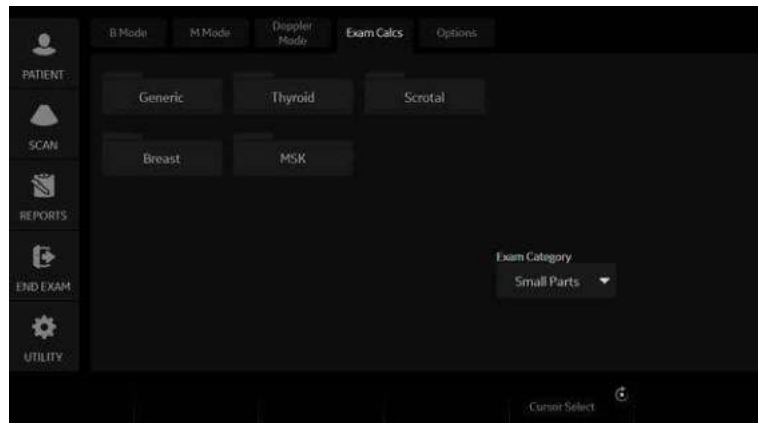 B Mode
M Mode
Doppler
Mode
Exam Calcs
Options
PATIENT
SCAN
REPORTS
END EXAM
UTILITY
Generic
Thyroid
Scrotal
Breast
MSK
Exam Category
Small Parts
Cursor Select